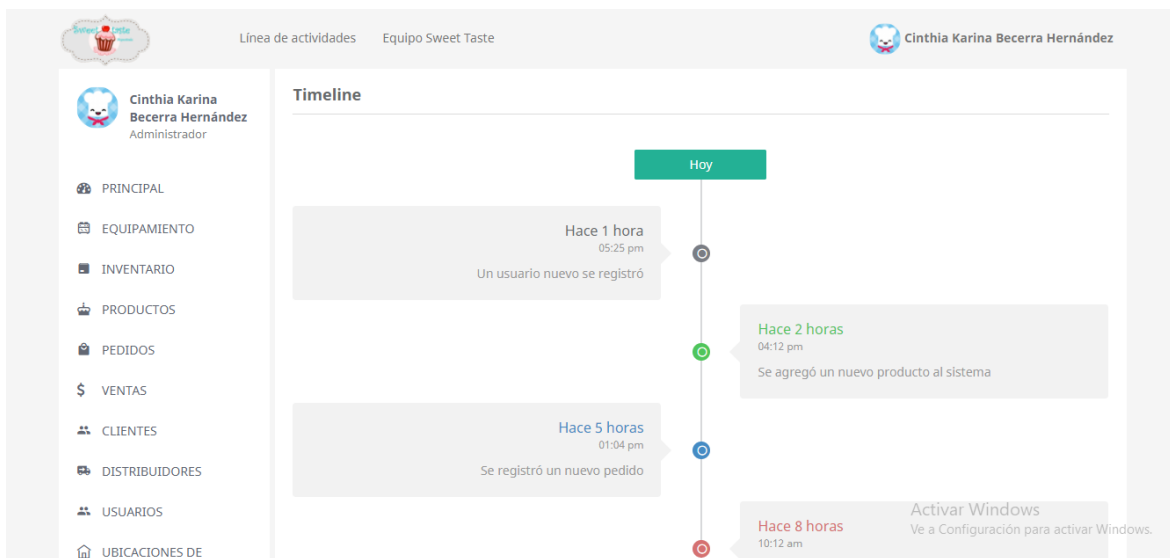 Sweet Taste
Línea de actividades
Equipo Sweet Taste
Cinthia Karina Becerra Hernández
Cinthia Karina
Becerra Hernández
Administrador
PRINCIPAL
EQUIPAMIENTO
INVENTARIO
PRODUCTOS
PEDIDOS
VENTAS
CLIENTES
DISTRIBUIDORES
USUARIOS
UBICACIONES DE
Timeline
Hoy
Hace 1 hora
05:25 pm
Un usuario nuevo se registró
Hace 2 horas
04:12 pm
Se agregó un nuevo producto al sistema
Hace 5 horas
01:04 pm
Se registró un nuevo pedido
Hace 8 horas
10:12 am
Activar Windows
Ve a Configuración para activar Windows.